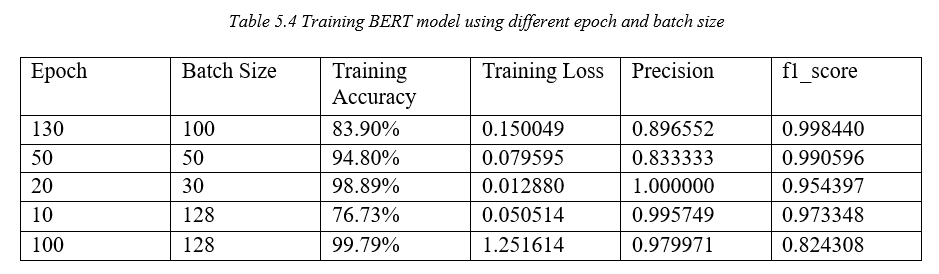 Table 5.4 Training BERT model using different epoch and batch size
Epoch Batch Size Training Accuracy Training Loss Precision f1_score
130 100 83.90% 0.150049 0.896552 0.998440
50 50 94.80% 0.079595 0.833333 0.990596
20 30 98.89% 0.012880 1.000000 0.954397
10 128 76.73% 0.050514 0.995749 0.973348
100 128 99.79% 1.251614 0.979971 0.824308